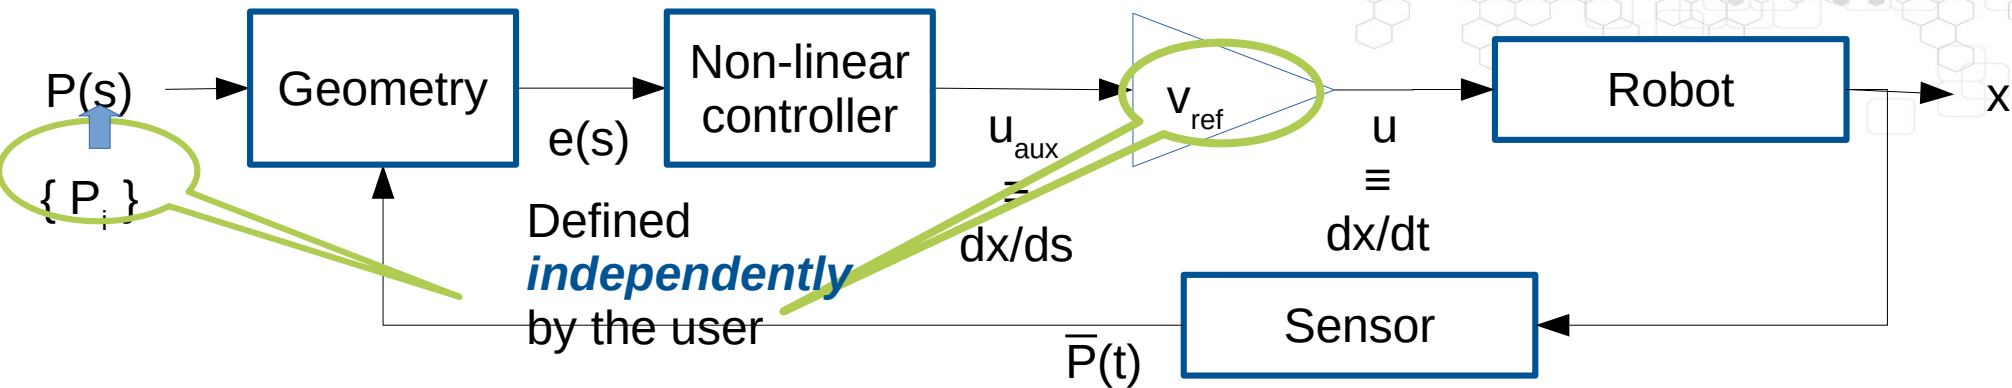 P(s)
{ P_i }
Geometry
e(s)
Non-linear
controller
u_aux
≡
dx/ds
v_ref
u
≡
dx/dt
Robot
x
Defined
independently
by the user
P̅(t)
Sensor